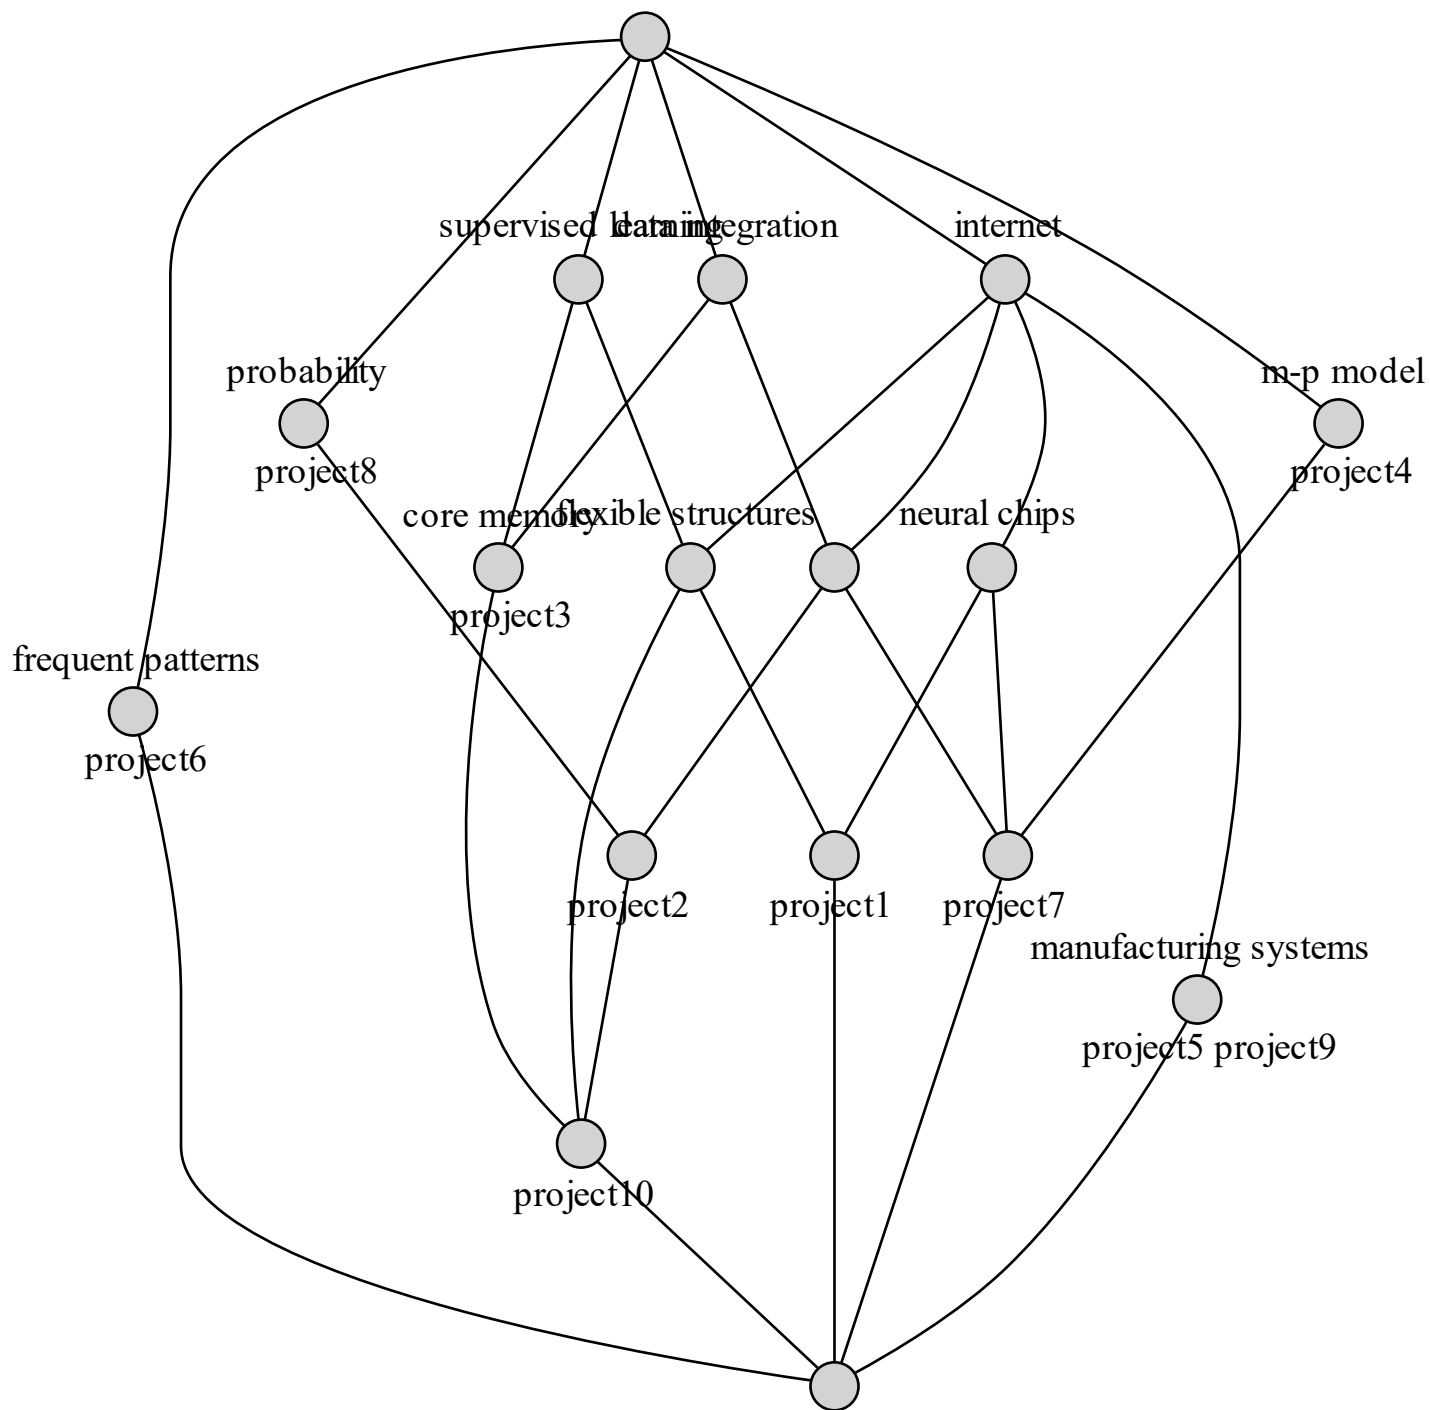 supervised learning
data integration
internet
probability
m-p model
project8
project4
core memory
flexible structures
neural chips
project3
frequent patterns
project6
project2
project1
project7
manufacturing systems
project5 project9
project10